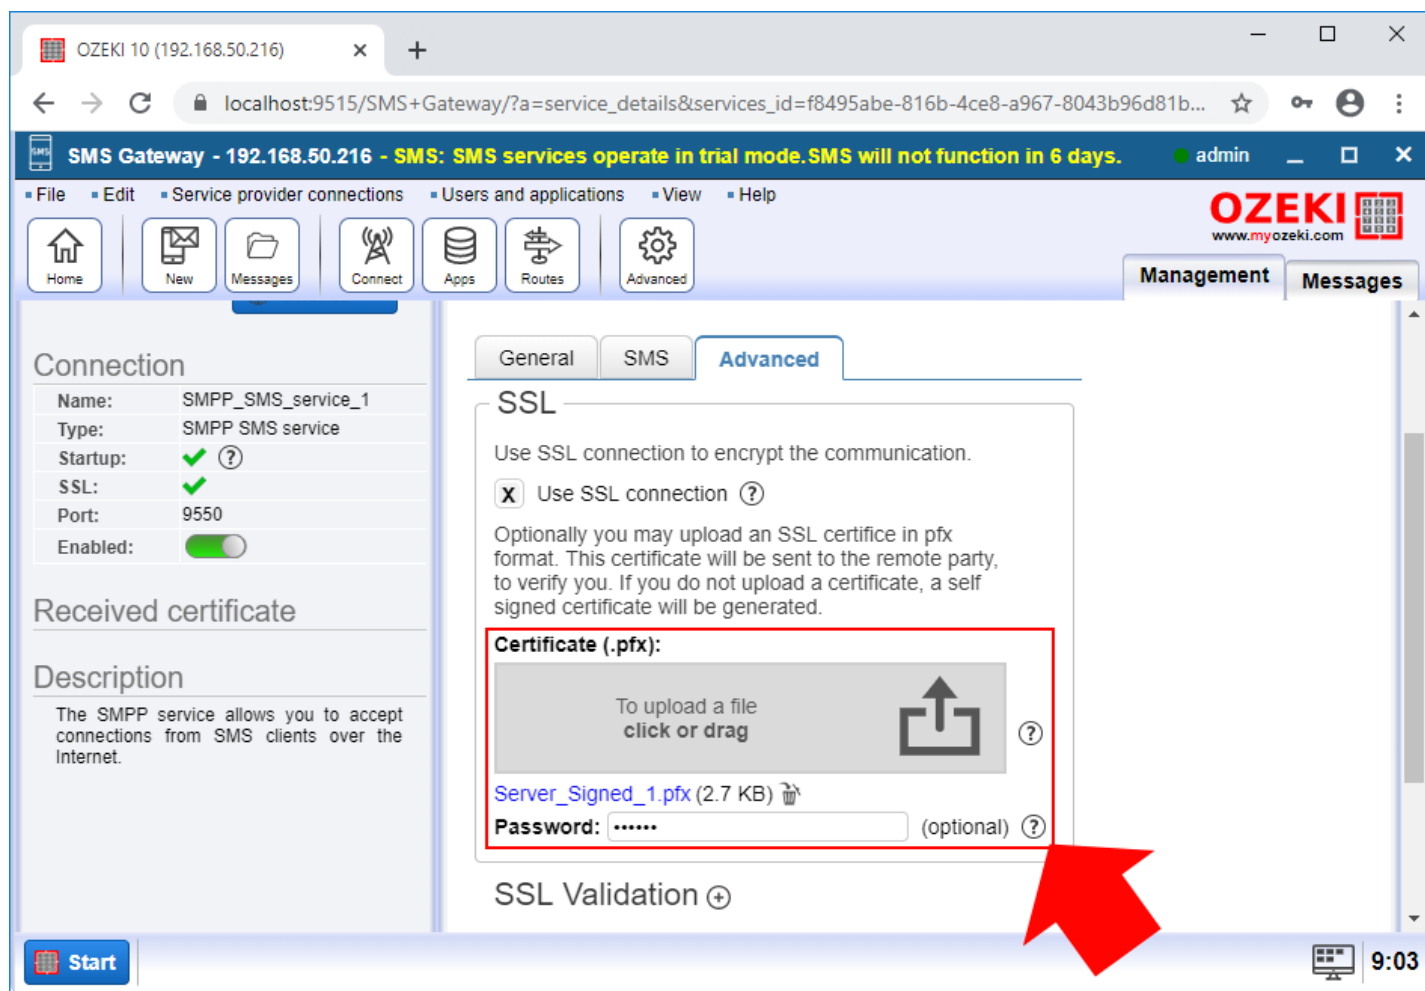 OZEKI 10 (192.168.50.216)
localhost:9515/SMS+Gateway/?a=service_details&services_id=f8495abe-816b-4ce8-a967-8043b96d81b...
SMS
SMS Gateway - 192.168.50.216 - SMS: SMS services operate in trial mode.SMS will not function in 6 days.
admin
File Edit Service provider connections Users and applications View Help
OZEKI
www.myozeki.com
Home New Messages Connect Apps Routes Advanced
Management Messages
Connection
Name: SMPP_SMS_service_1
Type: SMPP SMS service
Startup:
SSL:
Port: 9550
Enabled:
Received certificate
Description
The SMPP service allows you to accept
connections from SMS clients over the
Internet.
General SMS Advanced
SSL
Use SSL connection to encrypt the communication.
X Use SSL connection ?
Optionally you may upload an SSL certifice in pfx
format. This certificate will be sent to the remote party,
to verify you. If you do not upload a certificate, a self
signed certificate will be generated.
Certificate (.pfx):
To upload a file
click or drag
Server_Signed_1.pfx (2.7 KB)
Password: •••••• (optional) ?
SSL Validation
Start
9:03